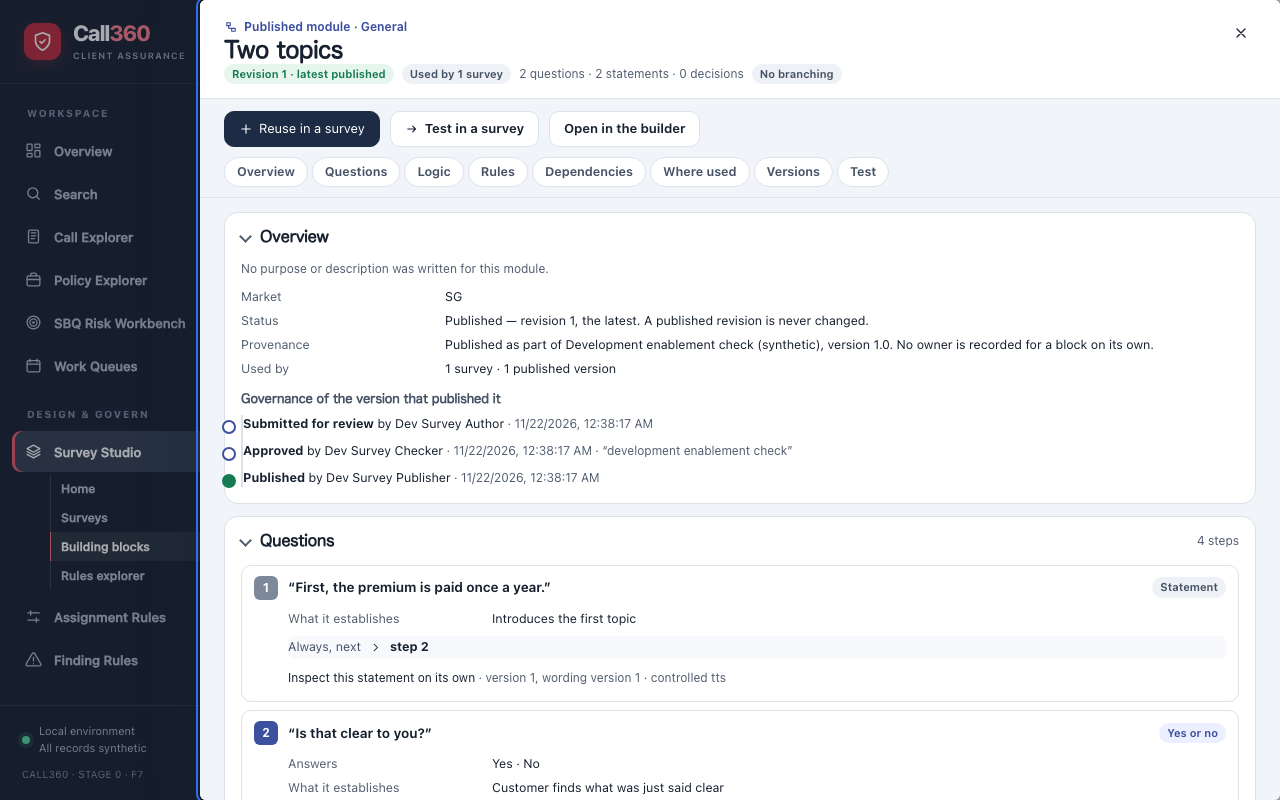 Call360
CLIENT ASSURANCE
WORKSPACE
Overview
Search
Call Explorer
Policy Explorer
SBQ Risk Workbench
Work Queues
DESIGN & GOVERN
Survey Studio
Home
Surveys
Building blocks
Rules explorer
Assignment Rules
Finding Rules
Local environment
All records synthetic
CALL360 · STAGE 0 · F7
Published module · General
Two topics
Revision 1 · latest published Used by 1 survey 2 questions · 2 statements · 0 decisions No branching
Reuse in a survey Test in a survey Open in the builder
Overview Questions Logic Rules Dependencies Where used Versions Test
Overview
No purpose or description was written for this module.
Market SG
Status Published — revision 1, the latest. A published revision is never changed.
Provenance Published as part of Development enablement check (synthetic), version 1.0. No owner is recorded for a block on its own.
Used by 1 survey · 1 published version
Governance of the version that published it
Submitted for review by Dev Survey Author · 11/22/2026, 12:38:17 AM
Approved by Dev Survey Checker · 11/22/2026, 12:38:17 AM · “development enablement check”
Published by Dev Survey Publisher · 11/22/2026, 12:38:17 AM
Questions 4 steps
1 “First, the premium is paid once a year.” Statement
What it establishes Introduces the first topic
Always, next step 2
Inspect this statement on its own · version 1, wording version 1 · controlled tts
2 “Is that clear to you?” Yes or no
Answers Yes · No
What it establishes Customer finds what was just said clear